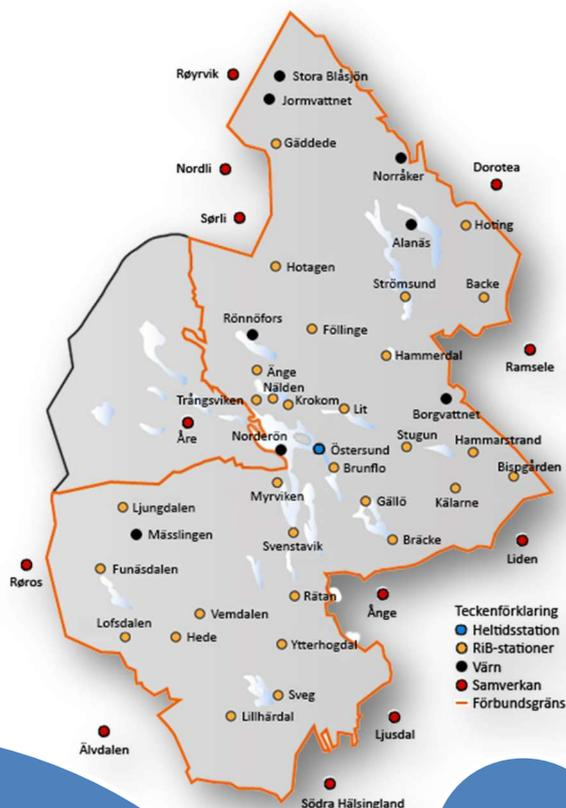 Røyrvik
Stora Blåsjön
Jormvattnet
Gäddede
Norråker
Nordli
Dorotea
Sørli
Hoting
Alanäs
Hotagen
Strömsund
Backe
Rönnöfors
Föllinge
Hammerdal
Ramsele
Änge
Nälden
Trångsviken
Krokom
Lit
Borgvattnet
Åre
Norderön
Östersund
Stugun
Hammarstrand
Brunflo
Bispgården
Myrviken
Gällö
Kälarne
Ljungdalen
Mässlingen
Svenstavik
Bräcke
Liden
Røros
Funäsdalen
Rätan
Ånge
Lofsdalen
Vemdalen
Hede
Ytterhogdal
Teckenförklaring
Heltidsstation
RiB-stationer
Värn
Samverkan
Förbundsgräns
Sveg
Lillhärdal
Ljusdal
Älvdalen
Södra Hälsingland